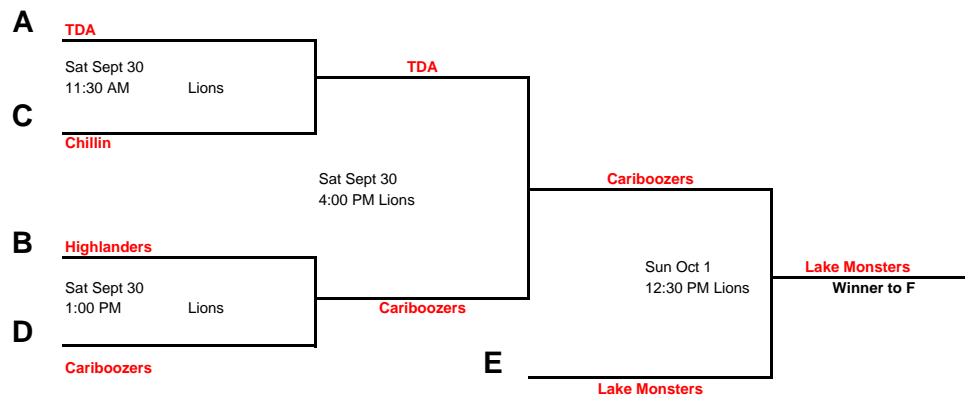 A
TDA
Sat Sept 30
11:30 AM Lions
TDA
C
Chillin
Sat Sept 30
4:00 PM Lions
Cariboozers
B
Highlanders
Sat Sept 30
1:00 PM Lions
Cariboozers
D
Cariboozers
Sun Oct 1
12:30 PM Lions
Lake Monsters
Winner to F
E
Lake Monsters